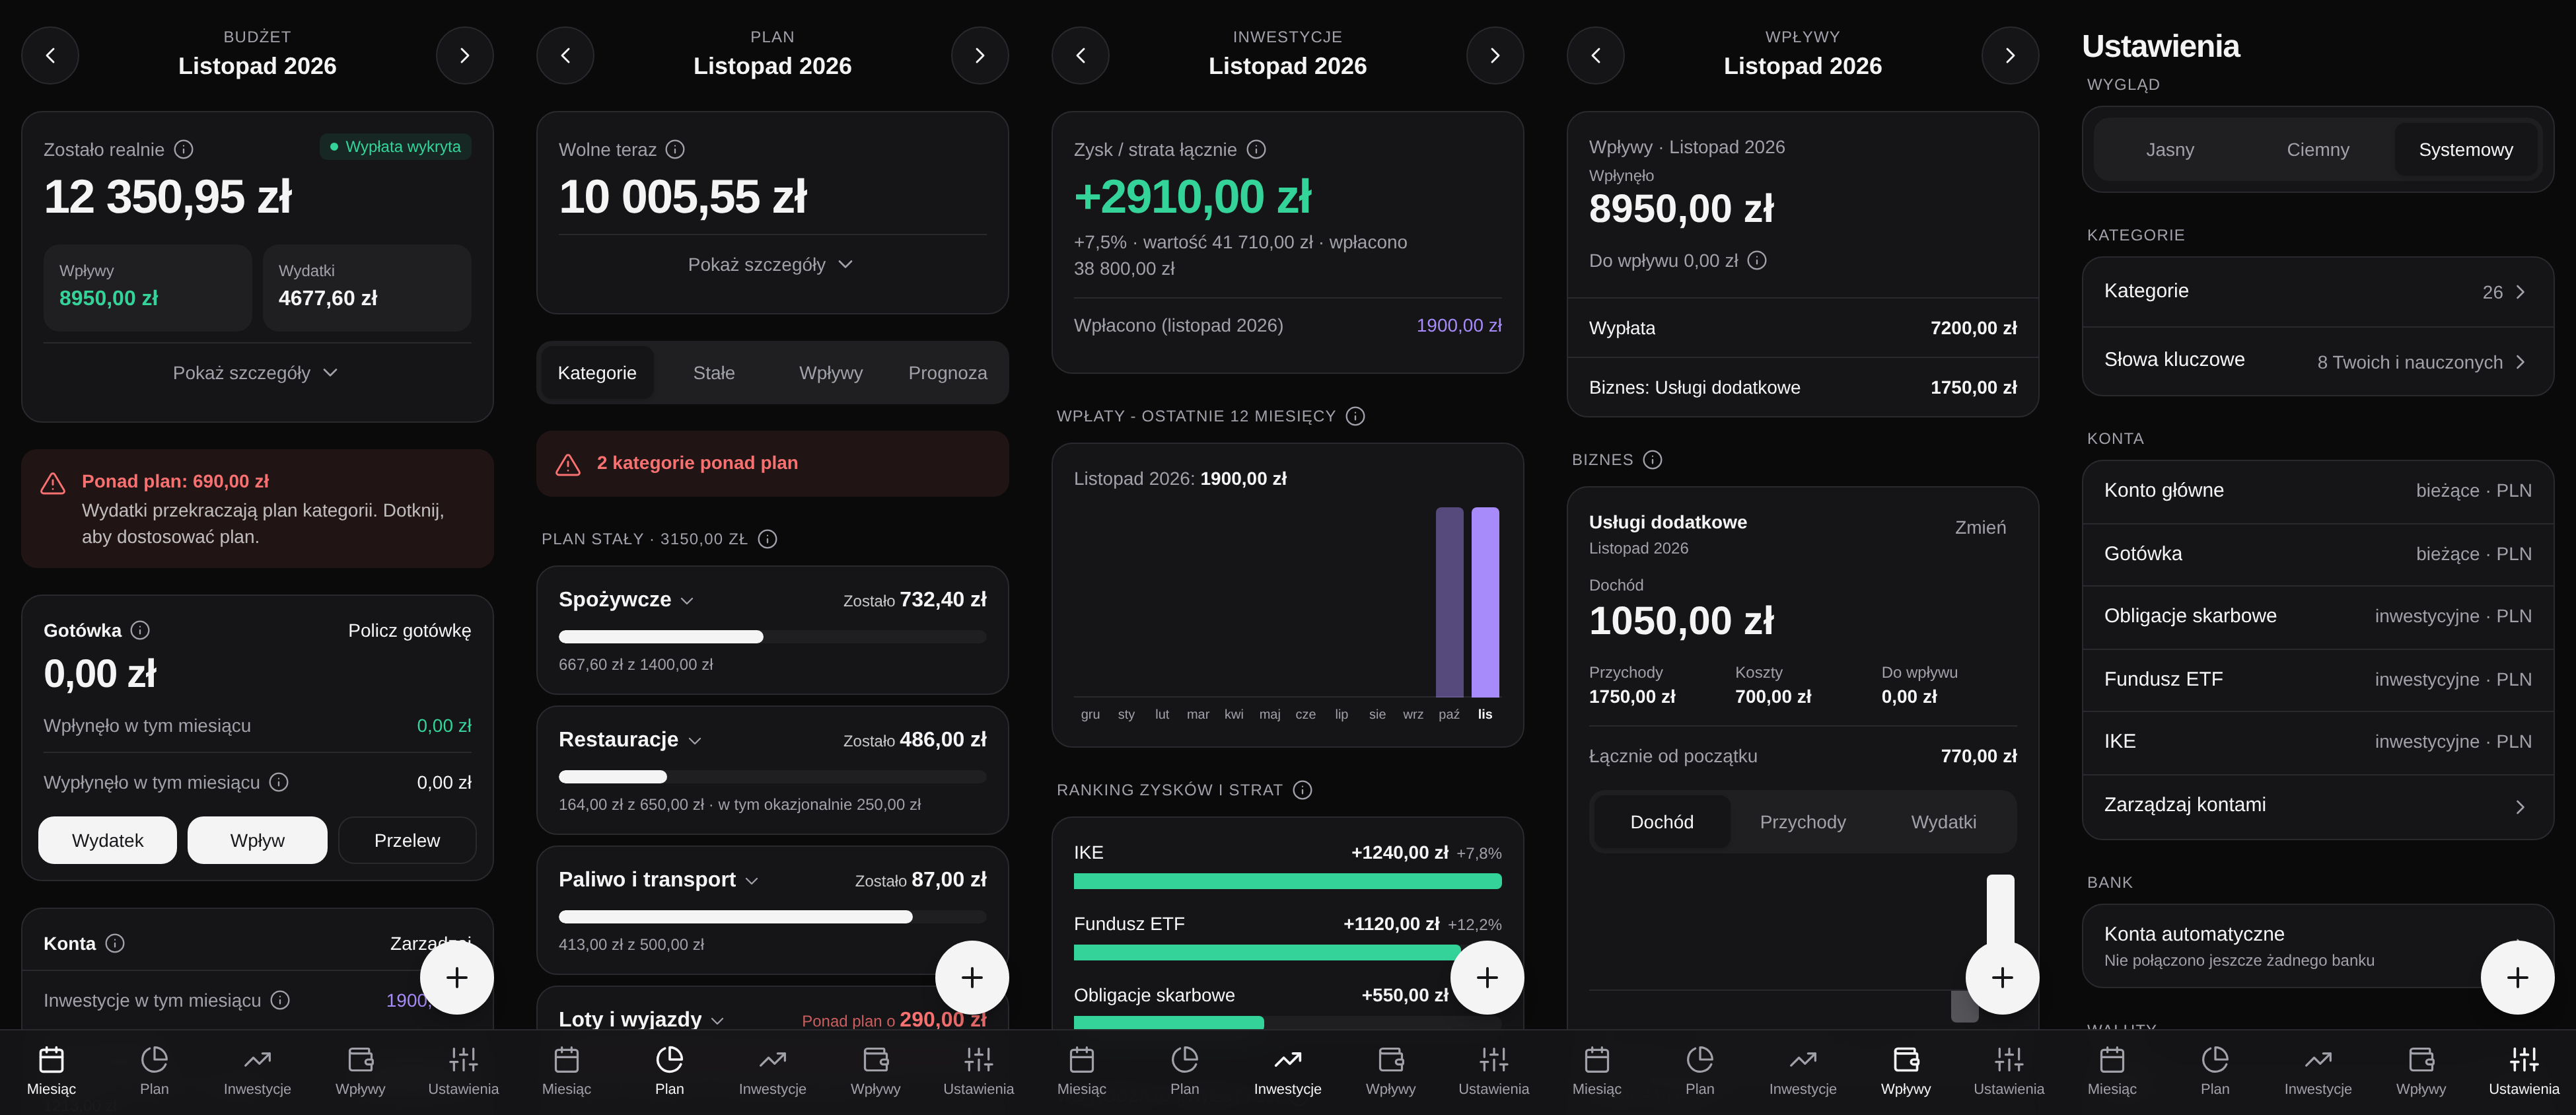 BUDŻET
Listopad 2026
Zostało realnie
Wypłata wykryta
12 350,95 zł
Wpływy
8950,00 zł
Wydatki
4677,60 zł
Pokaż szczegóły
Ponad plan: 690,00 zł
Wydatki przekraczają plan kategorii. Dotknij,
aby dostosować plan.
Gotówka
Policz gotówkę
0,00 zł
Wpłynęło w tym miesiącu 0,00 zł
Wypłynęło w tym miesiącu 0,00 zł
Wydatek
Wpływ
Przelew
Konta
Inwestycje w tym miesiącu
Miesiąc
Plan
Inwestycje
Wpływy
Ustawienia
PLAN
Listopad 2026
Wolne teraz
10 005,55 zł
Pokaż szczegóły
Kategorie
Stałe
Wpływy
Prognoza
2 kategorie ponad plan
PLAN STAŁY · 3150,00 ZŁ
Spożywcze
Zostało 732,40 zł
667,60 zł z 1400,00 zł
Restauracje
Zostało 486,00 zł
164,00 zł z 650,00 zł · w tym okazjonalnie 250,00 zł
Paliwo i transport
Zostało 87,00 zł
413,00 zł z 500,00 zł
Loty i wyjazdy
Ponad plan o 290,00 zł
Miesiąc
Plan
Inwestycje
Wpływy
Ustawienia
INWESTYCJE
Listopad 2026
Zysk / strata łącznie
+2910,00 zł
+7,5% · wartość 41 710,00 zł · wpłacono
38 800,00 zł
Wpłacono (listopad 2026) 1900,00 zł
WPŁATY - OSTATNIE 12 MIESIĘCY
Listopad 2026: 1900,00 zł
gru sty lut mar kwi maj cze lip sie wrz paź lis
RANKING ZYSKÓW I STRAT
IKE +1240,00 zł +7,8%
Fundusz ETF +1120,00 zł +12,2%
Obligacje skarbowe +550,00 zł
Miesiąc
Plan
Inwestycje
Wpływy
Ustawienia
WPŁYWY
Listopad 2026
Wpływy · Listopad 2026
Wpłynęło
8950,00 zł
Do wpływu 0,00 zł
Wypłata 7200,00 zł
Biznes: Usługi dodatkowe 1750,00 zł
BIZNES
Usługi dodatkowe
Zmień
Listopad 2026
Dochód
1050,00 zł
Przychody
1750,00 zł
Koszty
700,00 zł
Do wpływu
0,00 zł
Łącznie od początku 770,00 zł
Dochód
Przychody
Wydatki
Miesiąc
Plan
Inwestycje
Wpływy
Ustawienia
Ustawienia
WYGLĄD
Jasny
Ciemny
Systemowy
KATEGORIE
Kategorie 26
Słowa kluczowe 8 Twoich i nauczonych
KONTA
Konto główne bieżące · PLN
Gotówka bieżące · PLN
Obligacje skarbowe inwestycyjne · PLN
Fundusz ETF inwestycyjne · PLN
IKE inwestycyjne · PLN
Zarządzaj kontami
BANK
Konta automatyczne
Nie połączono jeszcze żadnego banku
Miesiąc
Plan
Inwestycje
Wpływy
Ustawienia